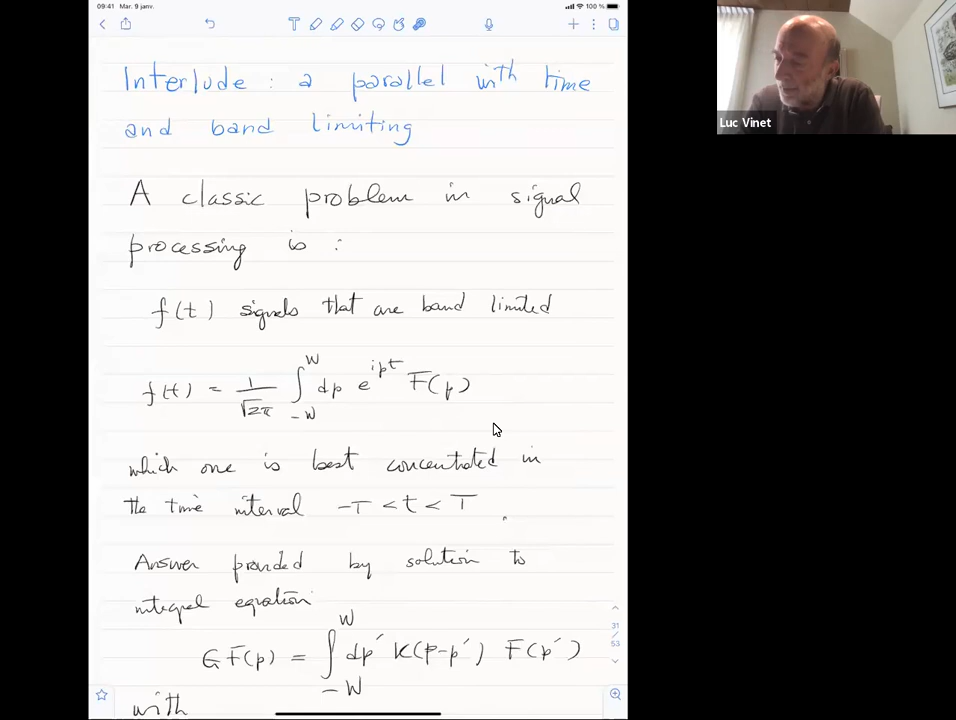 09:41 Mar. 9 janv.
100 %
Interlude : a parallel with time
and band limiting
A classic problem in signal
processing is :
f(t) signals that are band limited
f(t) = 1/√2π ∫_{-W}^{W} dp e^{ipt} F(p)
which one is best concentrated in
the time interval -T < t < T .
Answer provided by solution to
integral equation
G F(p) = ∫_{-W}^{W} dp′ K(p-p′) F(p′)
with
31
/
53
Luc Vinet